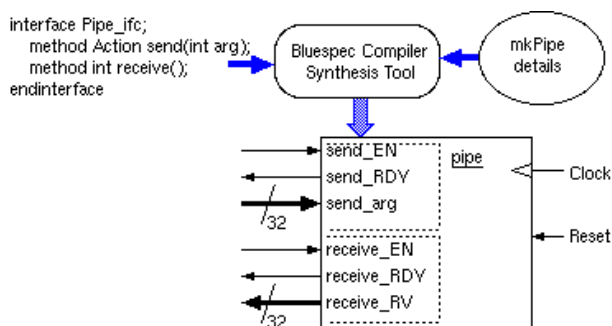 interface Pipe_ifc;
method Action send(int arg);
method int receive();
endinterface
Bluespec Compiler
Synthesis Tool
mkPipe
details
send_EN
send_RDY
send_arg
32
pipe
Clock
Reset
receive_EN
receive_RDY
receive_RV
32